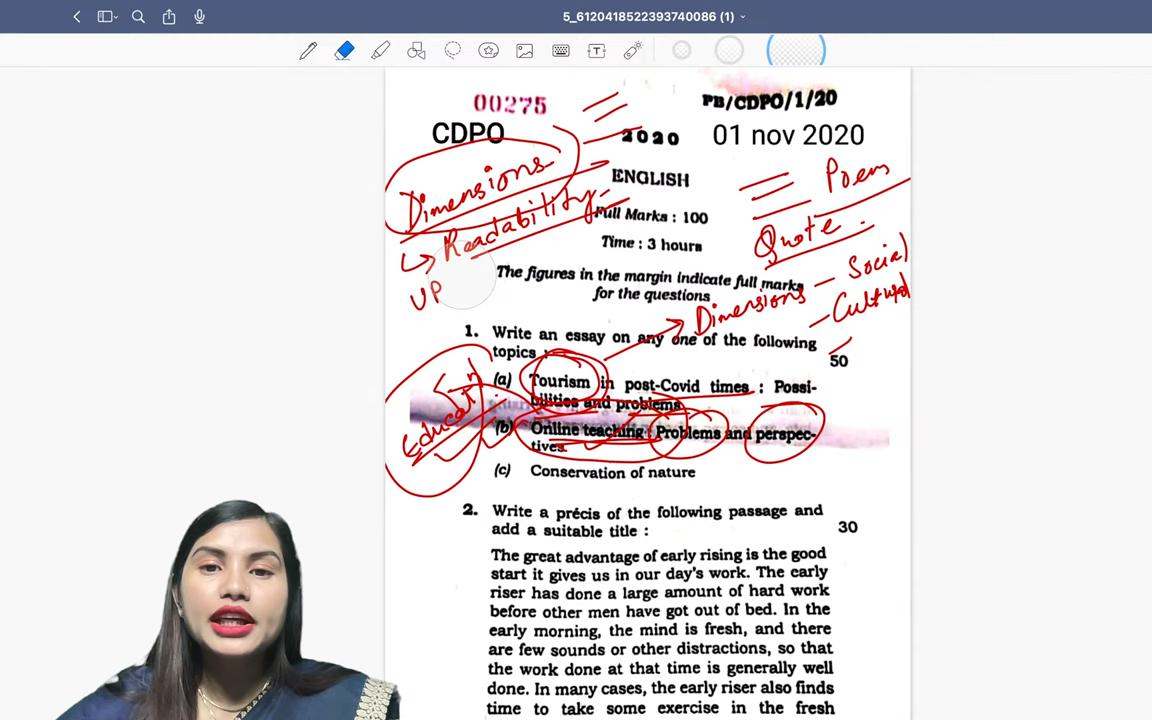 5_6120418522393740086 (1)
00275
PB/CDPO/1/20
CDPO
2020
01 nov 2020
Dimensions
ENGLISH
Poem
Readability
Full Marks : 100
Quote
Time : 3 hours
UP
The figures in the margin indicate full marks
for the questions
Dimensions
Social
Cultural
1. Write an essay on any one of the following
topics :
50
(a) Tourism in post-Covid times : Possi-
bilities and problems
Education
(b) Online teaching : Problems and perspec-
tives
(c) Conservation of nature
2. Write a précis of the following passage and
add a suitable title :
30
The great advantage of early rising is the good
start it gives us in our day's work. The early
riser has done a large amount of hard work
before other men have got out of bed. In the
early morning, the mind is fresh, and there
are few sounds or other distractions, so that
the work done at that time is generally well
done. In many cases, the early riser also finds
time to take some exercise in the fresh